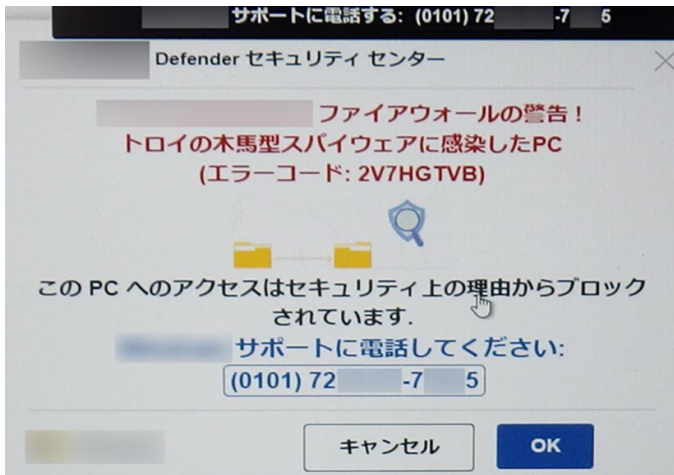 サポートに電話する: (0101) 72 -7 5
Defender セキュリティ センター
ファイアウォールの警告！
トロイの木馬型スパイウェアに感染したPC
(エラーコード: 2V7HGTVB)
この PC へのアクセスはセキュリティ上の理由からブロック
されています.
サポートに電話してください:
(0101) 72 -7 5
キャンセル
OK